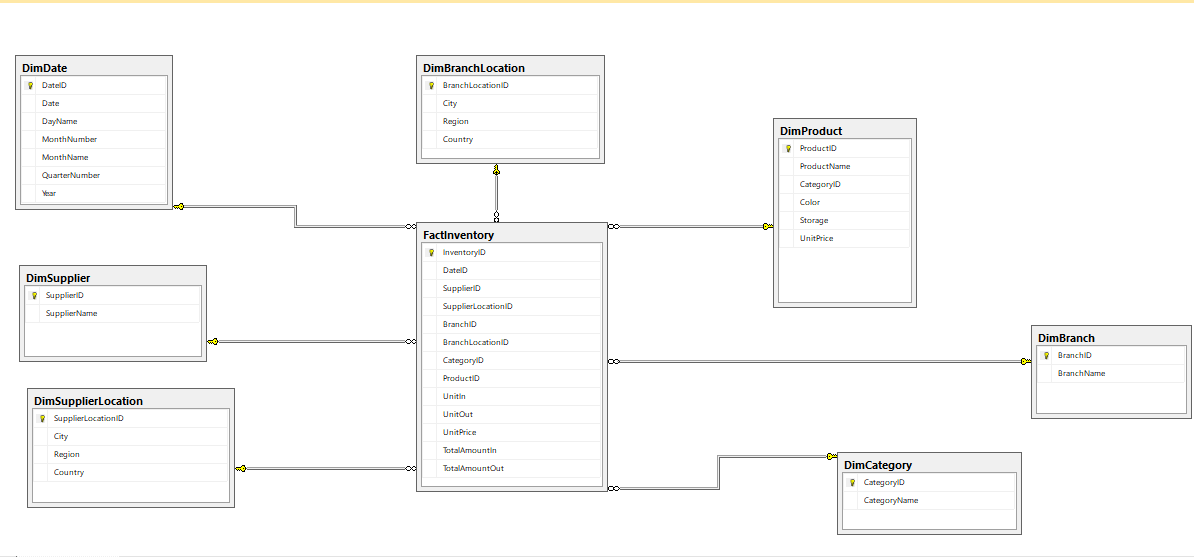 DimDate
DateID
Date
DayName
MonthNumber
MonthName
QuarterNumber
Year
DimBranchLocation
BranchLocationID
City
Region
Country
DimProduct
ProductID
ProductName
CategoryID
Color
Storage
UnitPrice
DimSupplier
SupplierID
SupplierName
FactInventory
InventoryID
DateID
SupplierID
SupplierLocationID
BranchID
BranchLocationID
CategoryID
ProductID
UnitIn
UnitOut
UnitPrice
TotalAmountIn
TotalAmountOut
DimBranch
BranchID
BranchName
DimSupplierLocation
SupplierLocationID
City
Region
Country
DimCategory
CategoryID
CategoryName